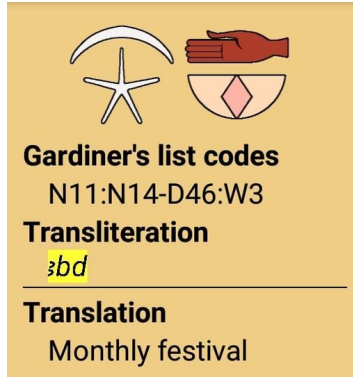 Gardiner's list codes
N11:N14-D46:W3
Transliteration
ꜣbd
Translation
Monthly festival